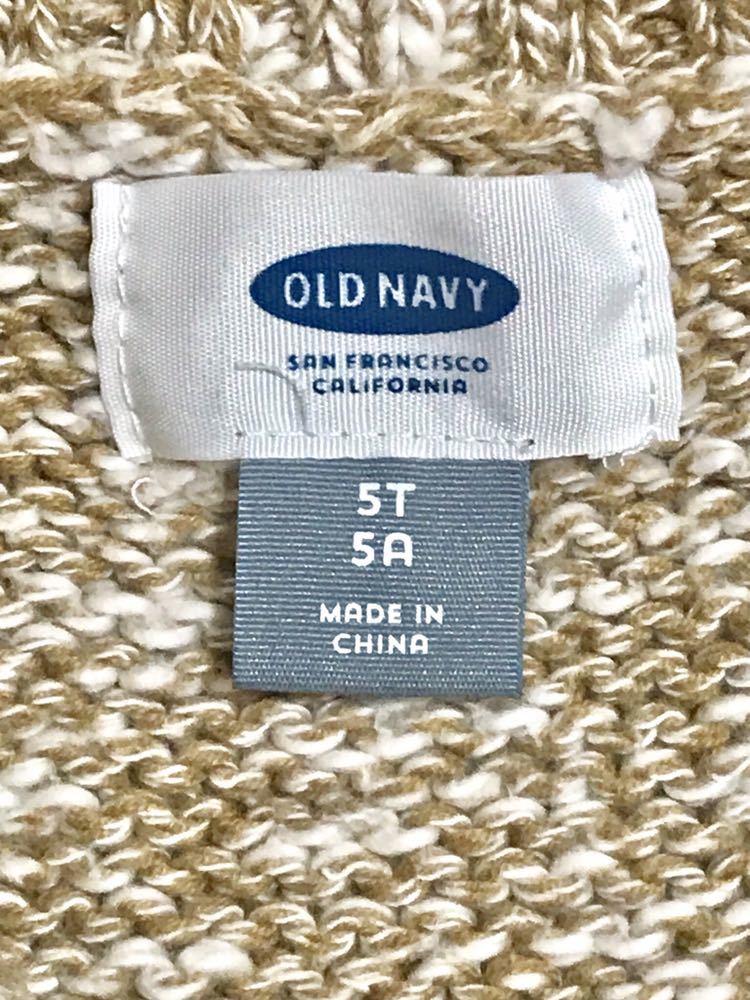 OLD NAVY
SAN FRANCISCO
CALIFORNIA
5T
5A
MADE IN
CHINA